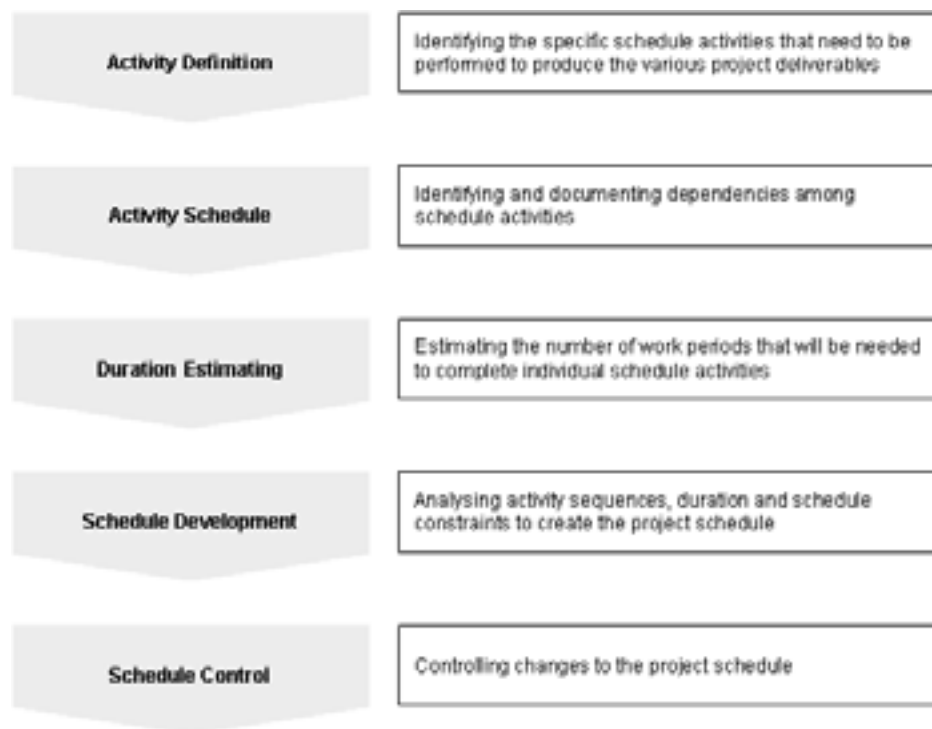 Activity Definition
Identifying the specific schedule activities that need to be
performed to produce the various project deliverables
Activity Schedule
Identifying and documenting dependencies among
schedule activities
Duration Estimating
Estimating the number of work periods that will be needed
to complete individual schedule activities
Schedule Development
Analysing activity sequences, duration and schedule
constraints to create the project schedule
Schedule Control
Controlling changes to the project schedule